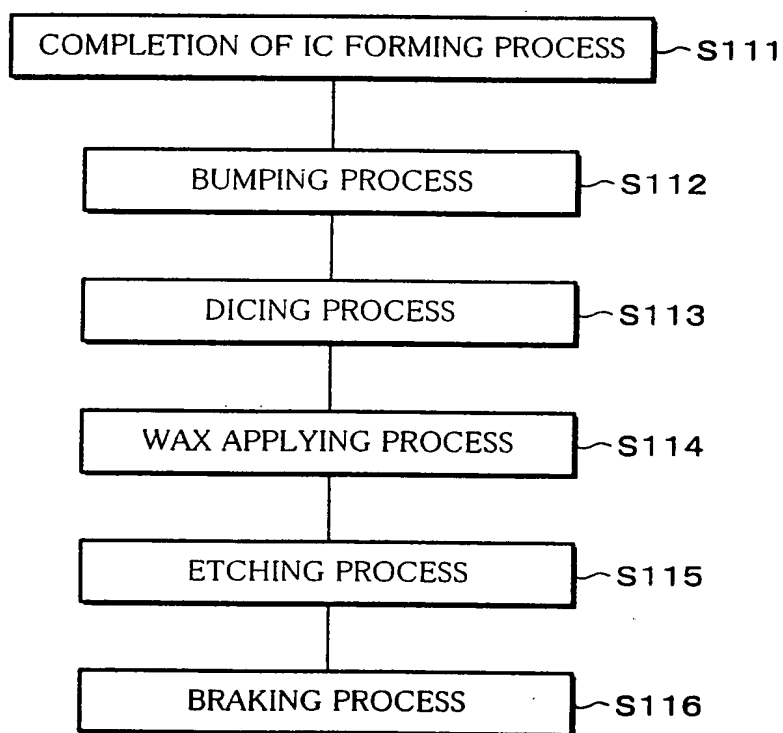 COMPLETION OF IC FORMING PROCESS S111
BUMPING PROCESS S112
DICING PROCESS S113
WAX APPLYING PROCESS S114
ETCHING PROCESS S115
BRAKING PROCESS S116